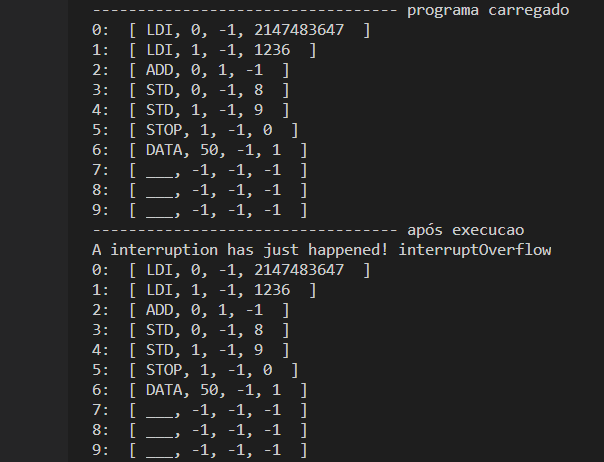 ---------------------------------- programa carregado
0:  [ LDI, 0, -1, 2147483647  ]
1:  [ LDI, 1, -1, 1236  ]
2:  [ ADD, 0, 1, -1  ]
3:  [ STD, 0, -1, 8  ]
4:  [ STD, 1, -1, 9  ]
5:  [ STOP, 1, -1, 0  ]
6:  [ DATA, 50, -1, 1  ]
7:  [ ___, -1, -1, -1  ]
8:  [ ___, -1, -1, -1  ]
9:  [ ___, -1, -1, -1  ]
---------------------------------- após execucao
A interruption has just happened! interruptOverflow
0:  [ LDI, 0, -1, 2147483647  ]
1:  [ LDI, 1, -1, 1236  ]
2:  [ ADD, 0, 1, -1  ]
3:  [ STD, 0, -1, 8  ]
4:  [ STD, 1, -1, 9  ]
5:  [ STOP, 1, -1, 0  ]
6:  [ DATA, 50, -1, 1  ]
7:  [ ___, -1, -1, -1  ]
8:  [ ___, -1, -1, -1  ]
9:  [ ___, -1, -1, -1  ]